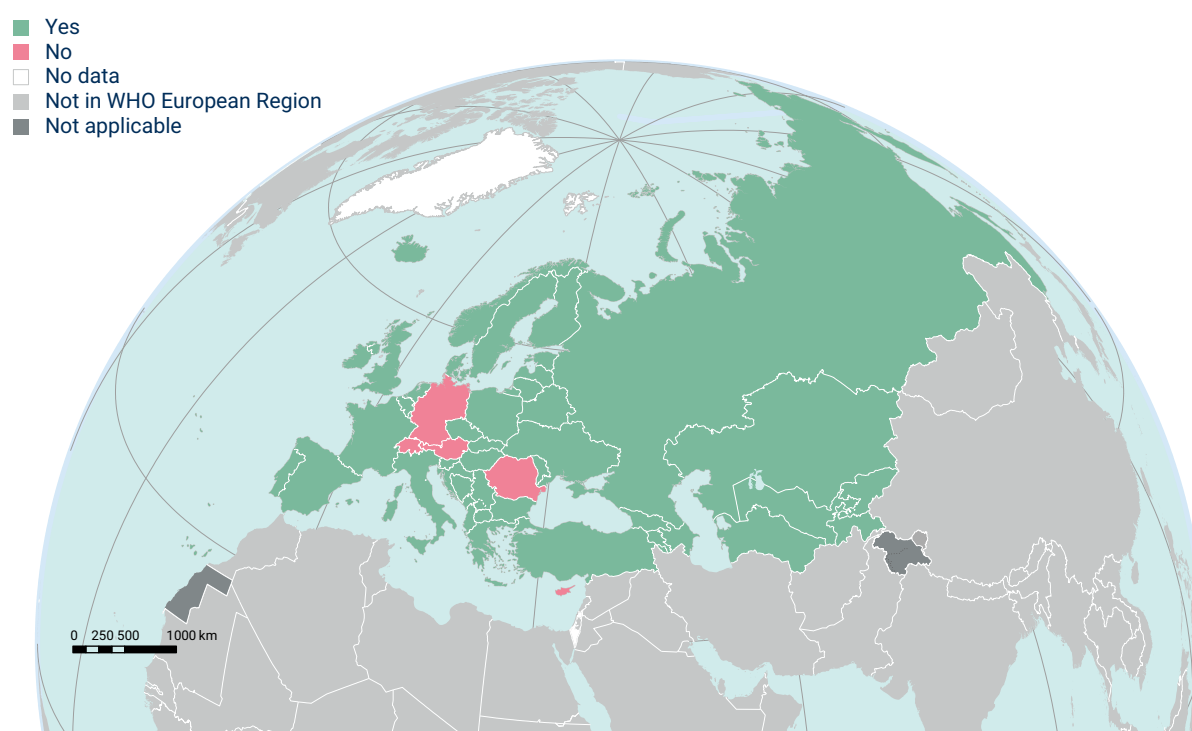 Yes
No
No data
Not in WHO European Region
Not applicable
0 250 500 1000 km